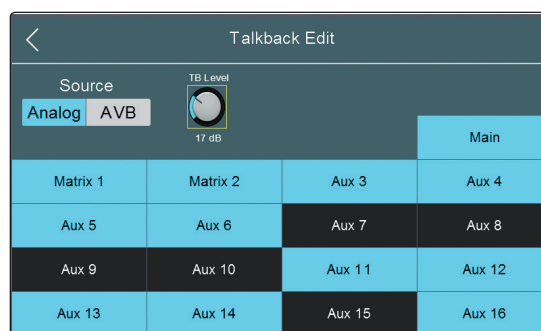 Talkback Edit
Source
TB Level
Analog AVB
17 dB
Main
Matrix 1 Matrix 2 Aux 3 Aux 4
Aux 5 Aux 6 Aux 7 Aux 8
Aux 9 Aux 10 Aux 11 Aux 12
Aux 13 Aux 14 Aux 15 Aux 16